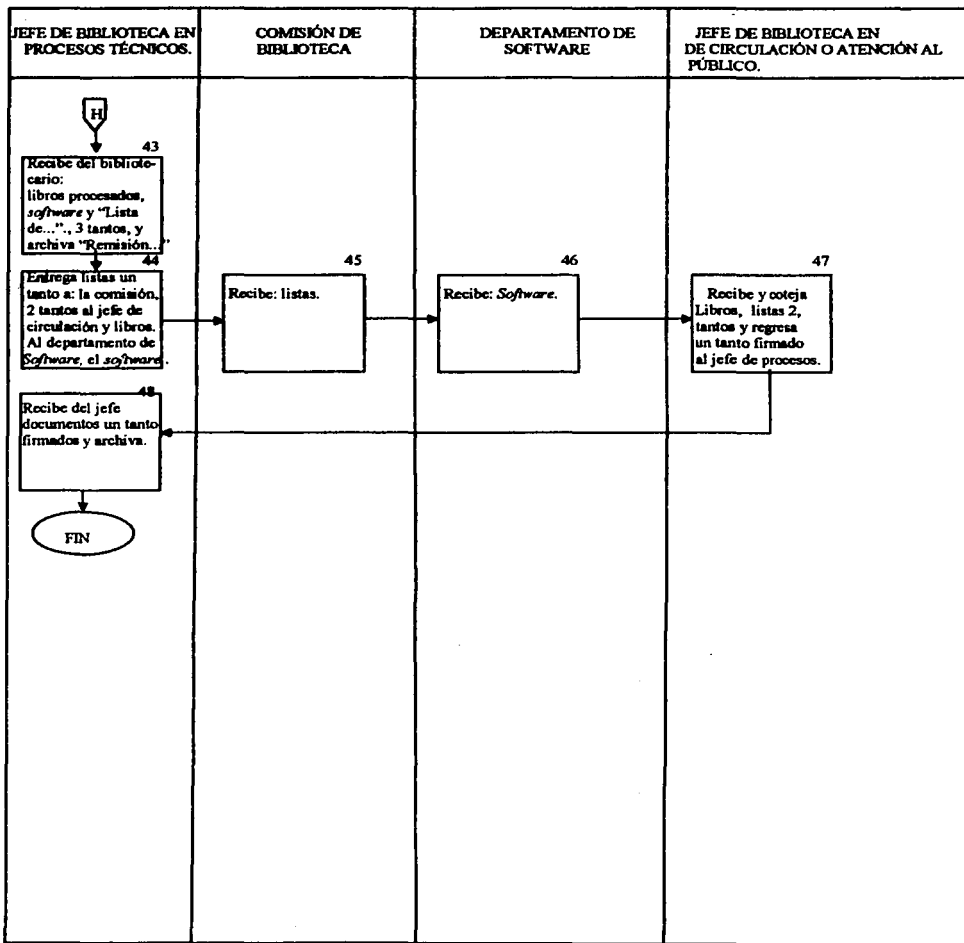 JEFE DE BIBLIOTECA EN
PROCESOS TÉCNICOS.
COMISIÓN DE
BIBLIOTECA
DEPARTAMENTO DE
SOFTWARE
JEFE DE BIBLIOTECA EN
DE CIRCULACIÓN O ATENCIÓN AL
PÚBLICO.
H
43
Recibe del bibliote-
cario:
libros procesados,
software y "Lista
de..."., 3 tantos, y
archiva "Remisión..."
44
Entrega listas un
tanto a: la comisión,
2 tantos al jefe de
circulación y libros.
Al departamento de
Software, el software.
45
Recibe: listas.
46
Recibe: Software.
47
Recibe y coteja
Libros, listas 2,
tantos y regresa
un tanto firmado
al jefe de procesos.
48
Recibe del jefe
documentos un tanto
firmados y archiva.
FIN